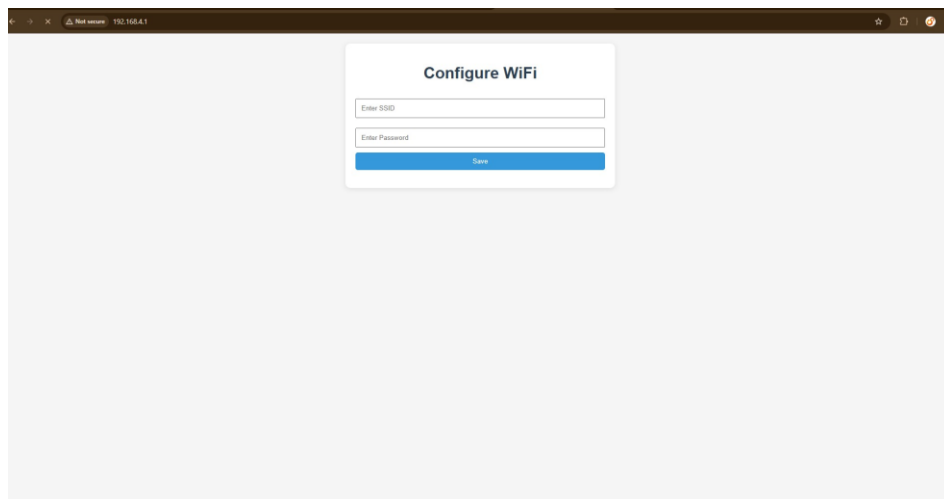 Not secure 192.168.4.1
Configure WiFi
Enter SSID
Enter Password
Save